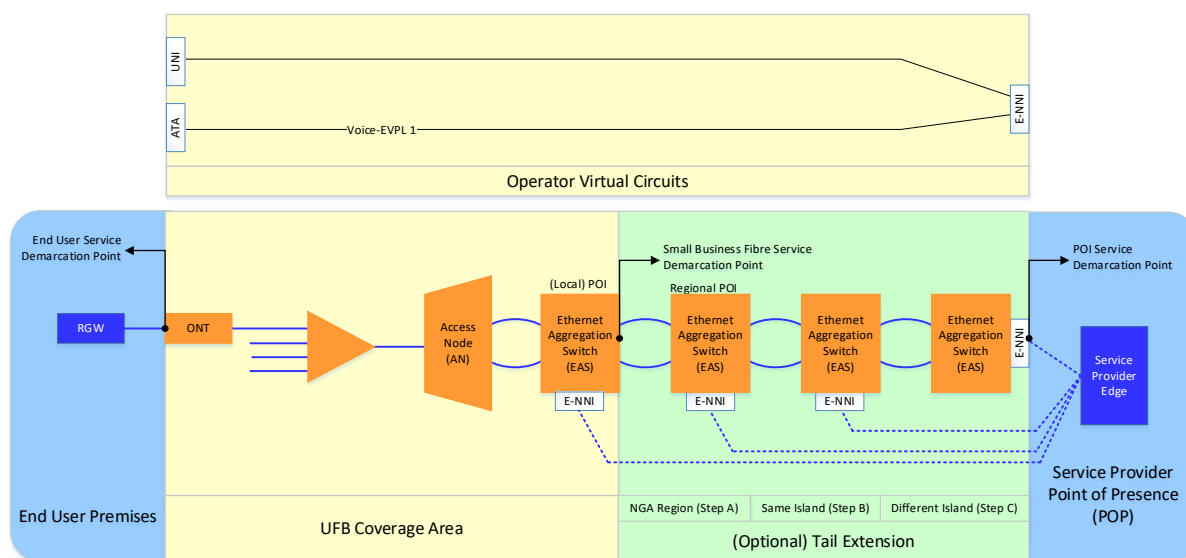 UNI
ATA
Voice-EVPL 1
E-NNI
Operator Virtual Circuits
End User Service
Demarcation Point
Small Business Fibre Service
Demarcation Point
POI Service
Demarcation Point
(Local) POI
Regional POI
RGW
ONT
Access
Node
(AN)
Ethernet
Aggregation
Switch
(EAS)
Ethernet
Aggregation
Switch
(EAS)
Ethernet
Aggregation
Switch
(EAS)
Ethernet
Aggregation
Switch
(EAS)
E-NNI
Service
Provider
Edge
E-NNI
E-NNI
E-NNI
End User Premises
UFB Coverage Area
NGA Region (Step A)
Same Island (Step B)
Different Island (Step C)
(Optional) Tail Extension
Service Provider
Point of Presence
(POP)